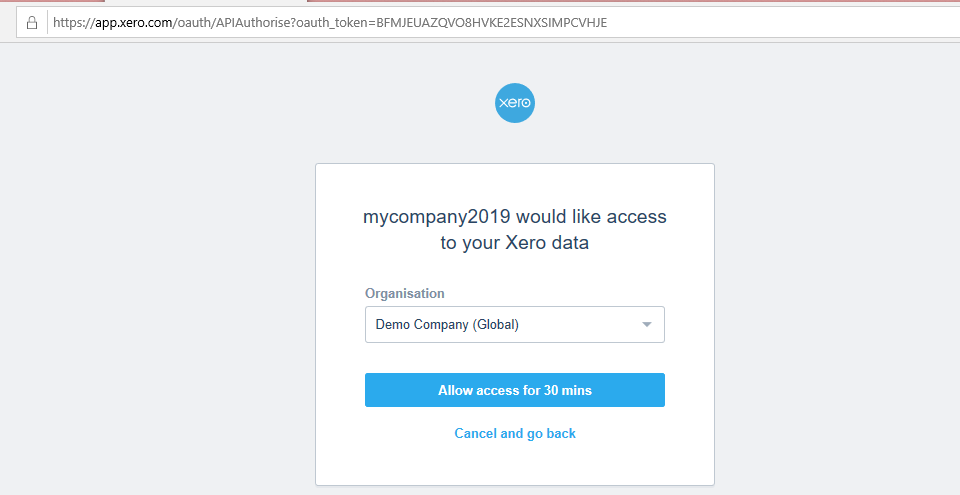 https://app.xero.com/oauth/APIAuthorise?oauth_token=BFMJEUAZQVO8HVKE2ESNXSIMPCVHJE
xero
mycompany2019 would like access
to your Xero data
Organisation
Demo Company (Global)
Allow access for 30 mins
Cancel and go back